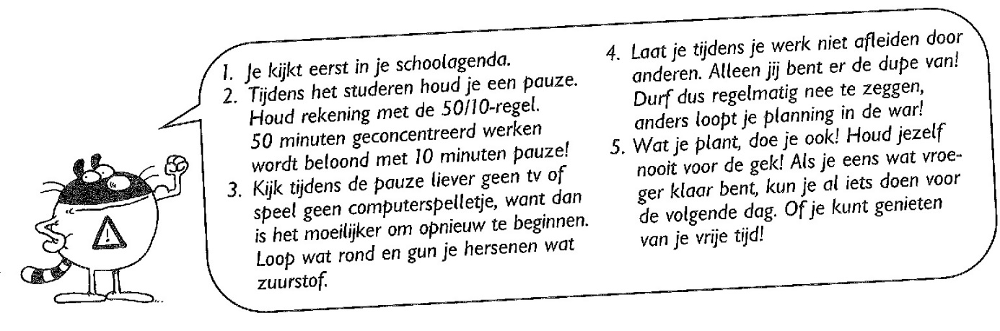 1. Je kijkt eerst in je schoolagenda.
2. Tijdens het studeren houd je een pauze.
Houd rekening met de 50/10-regel.
50 minuten geconcentreerd werken
wordt beloond met 10 minuten pauze!
3. Kijk tijdens de pauze liever geen tv of
speel geen computerspelletje, want dan
is het moeilijker om opnieuw te beginnen.
Loop wat rond en gun je hersenen wat
zuurstof.
4. Laat je tijdens je werk niet afleiden door
anderen. Alleen jij bent er de dupe van!
Durf dus regelmatig nee te zeggen,
anders loopt je planning in de war!
5. Wat je plant, doe je ook! Houd jezelf
nooit voor de gek! Als je eens wat vroe-
ger klaar bent, kun je al iets doen voor
de volgende dag. Of je kunt genieten
van je vrije tijd!
!